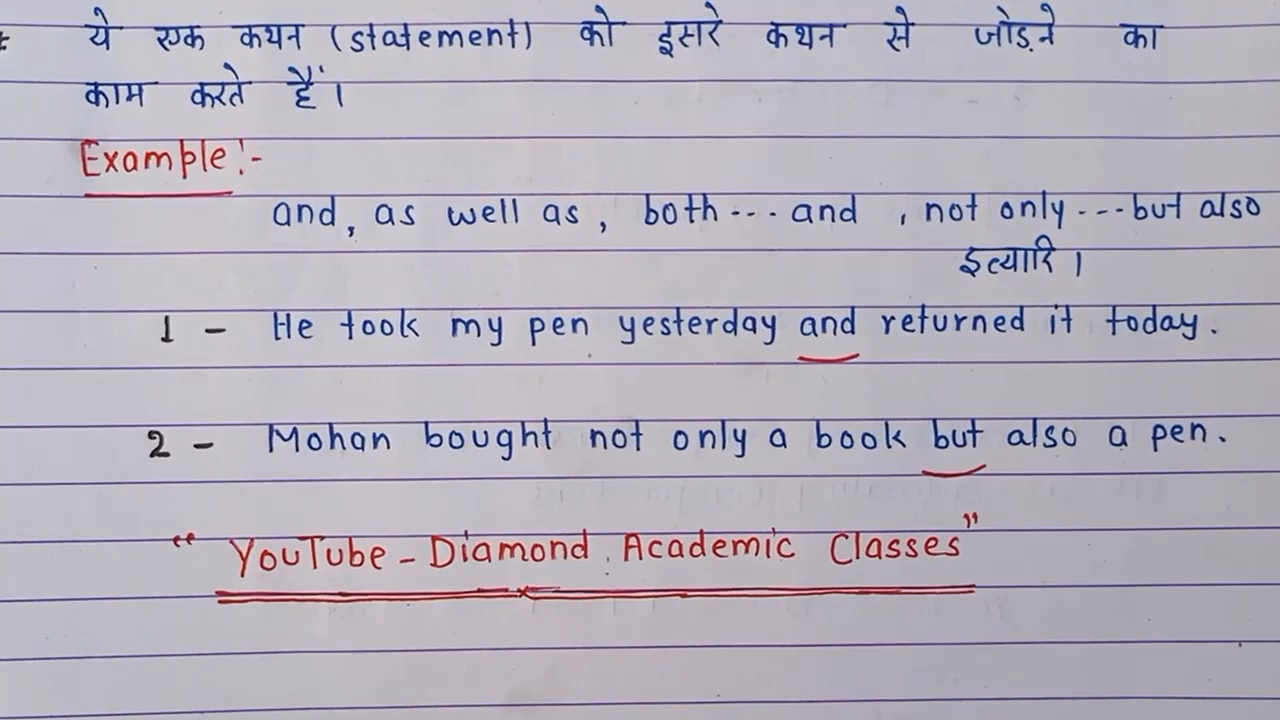 ये एक कथन (statement) को दूसरे कथन से जोड़ने का
काम करते हैं।
Example:-
and, as well as, both --- and , not only --- but also
इत्यादि।
1 - He took my pen yesterday and returned it today.
2 - Mohan bought not only a book but also a pen.
“ YouTube - Diamond Academic Classes”